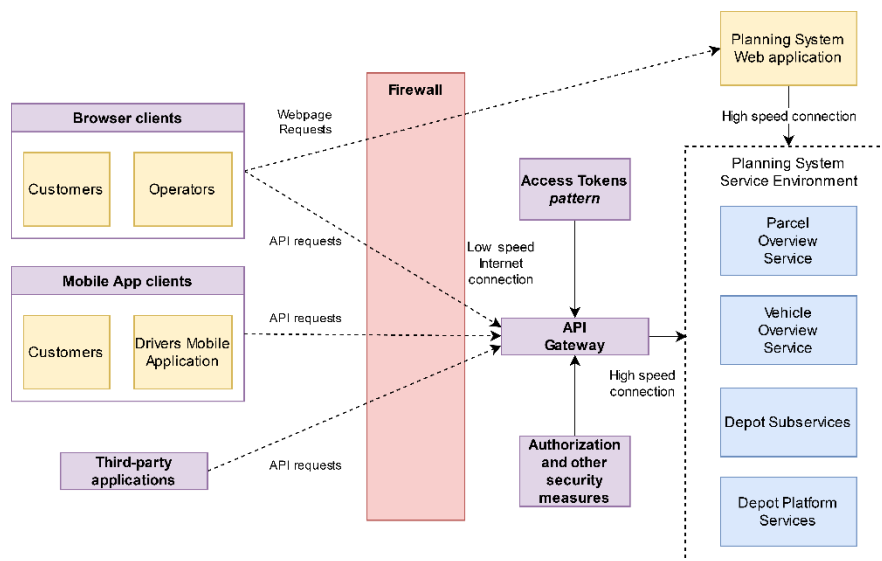 Planning System
Web application
Firewall
Browser clients
Webpage
Requests
High speed connection
Customers
Operators
Access Tokens
pattern
Planning System
Service Environment
Parcel
Overview
Service
API requests
Low speed
Internet
connection
Mobile App clients
API requests
API
Gateway
Vehicle
Overview
Service
Customers
Drivers Mobile
Application
High speed
connection
Depot Subservices
Third-party
applications
API requests
Authorization
and other
security
measures
Depot Platform
Services